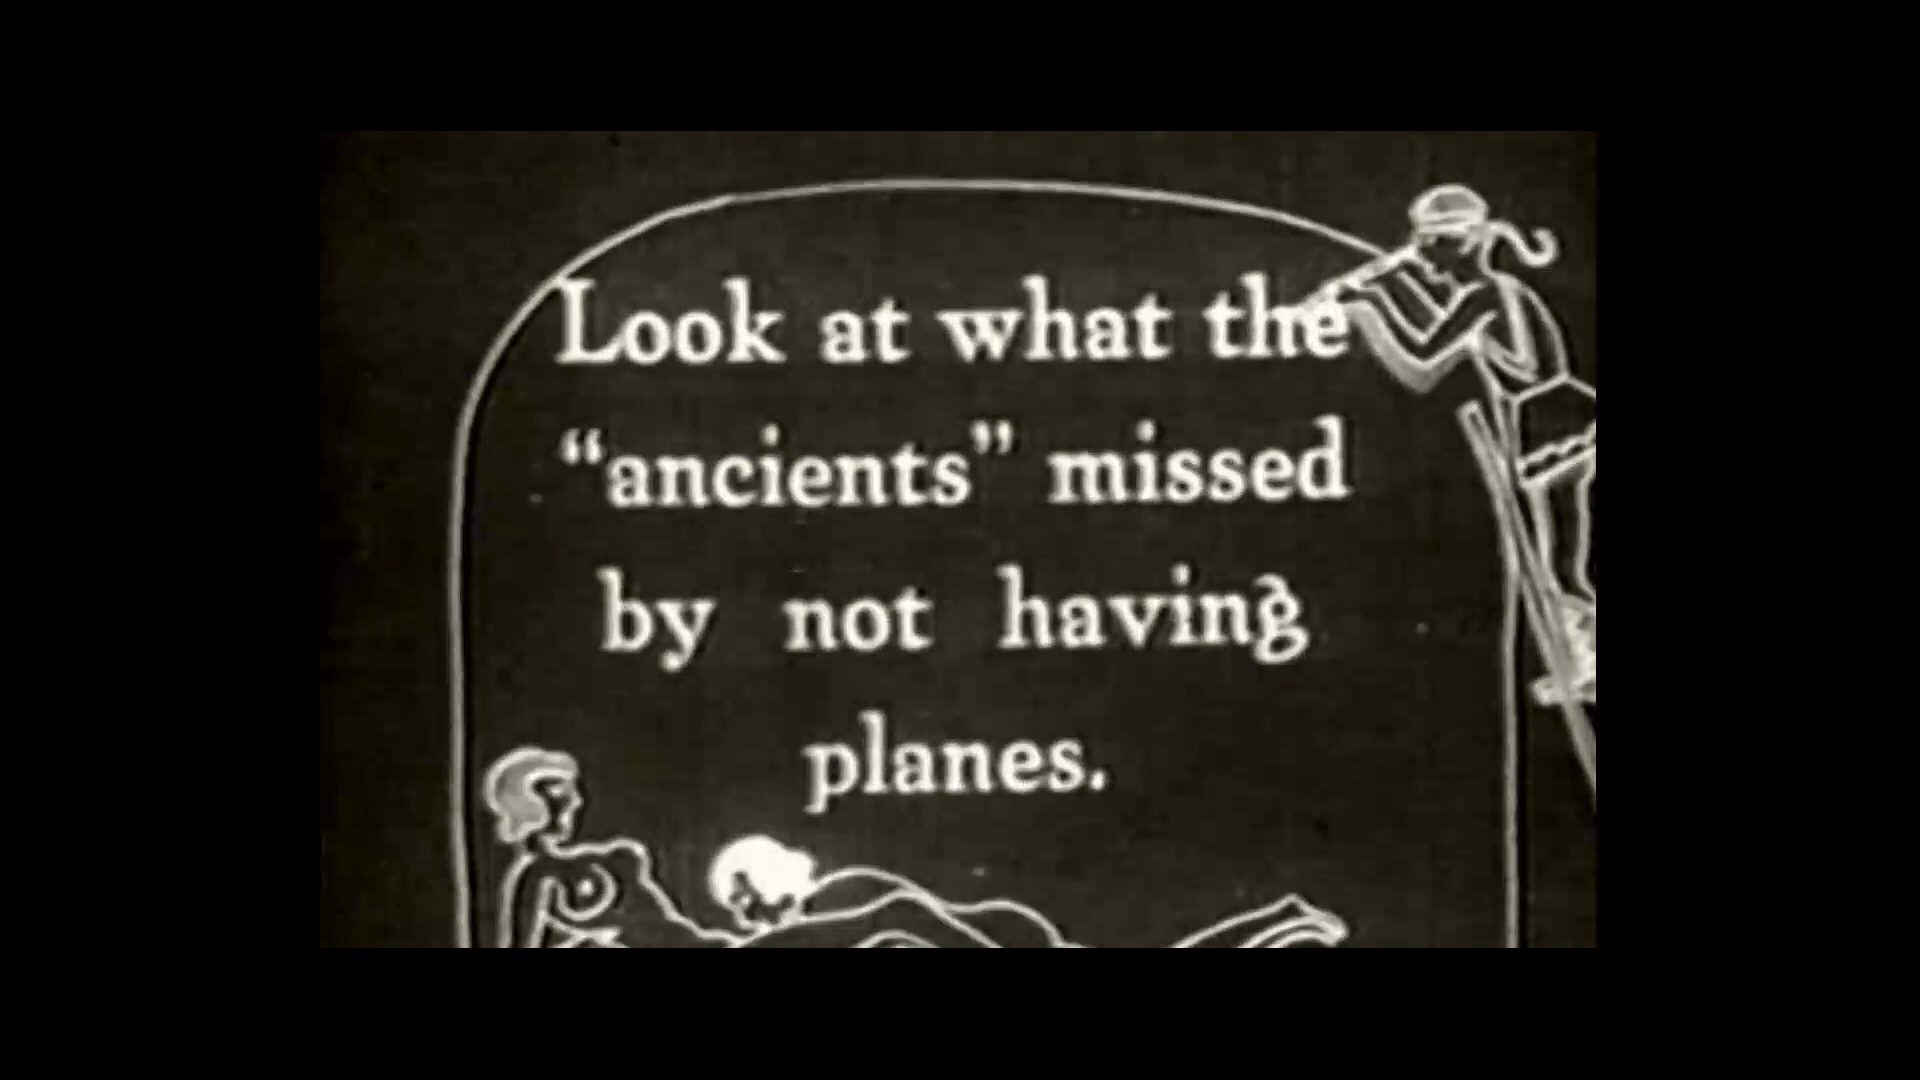 Look at what the
“ancients” missed
by not having
planes.